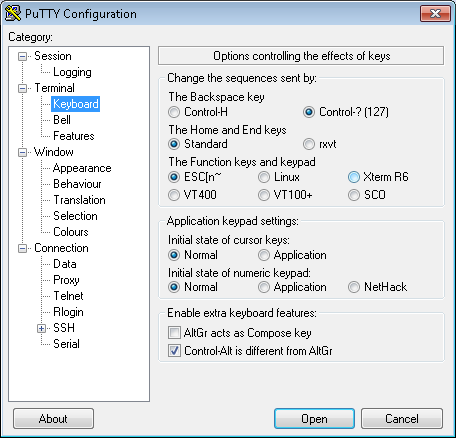 PuTTY Configuration
Category:
Session
Logging
Terminal
Keyboard
Bell
Features
Window
Appearance
Behaviour
Translation
Selection
Colours
Connection
Data
Proxy
Telnet
Rlogin
SSH
Serial
Options controlling the effects of keys
Change the sequences sent by:
The Backspace key
Control-H Control-? (127)
The Home and End keys
Standard rxvt
The Function keys and keypad
ESC[n~ Linux Xterm R6
VT400 VT100+ SCO
Application keypad settings:
Initial state of cursor keys:
Normal Application
Initial state of numeric keypad:
Normal Application NetHack
Enable extra keyboard features:
AltGr acts as Compose key
Control-Alt is different from AltGr
About Open Cancel